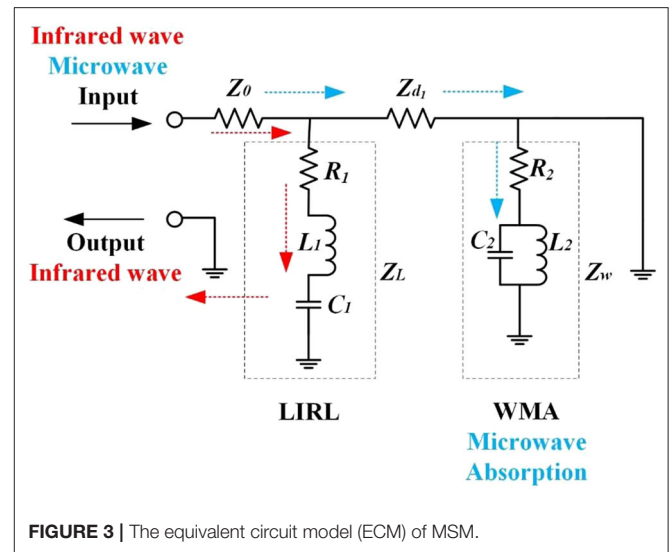 Infrared wave
Microwave
Input
Z0
Zd1
R1
L1
C1
ZL
R2
C2
L2
Zw
Output
Infrared wave
LIRL
WMA
Microwave
Absorption
FIGURE 3 | The equivalent circuit model (ECM) of MSM.